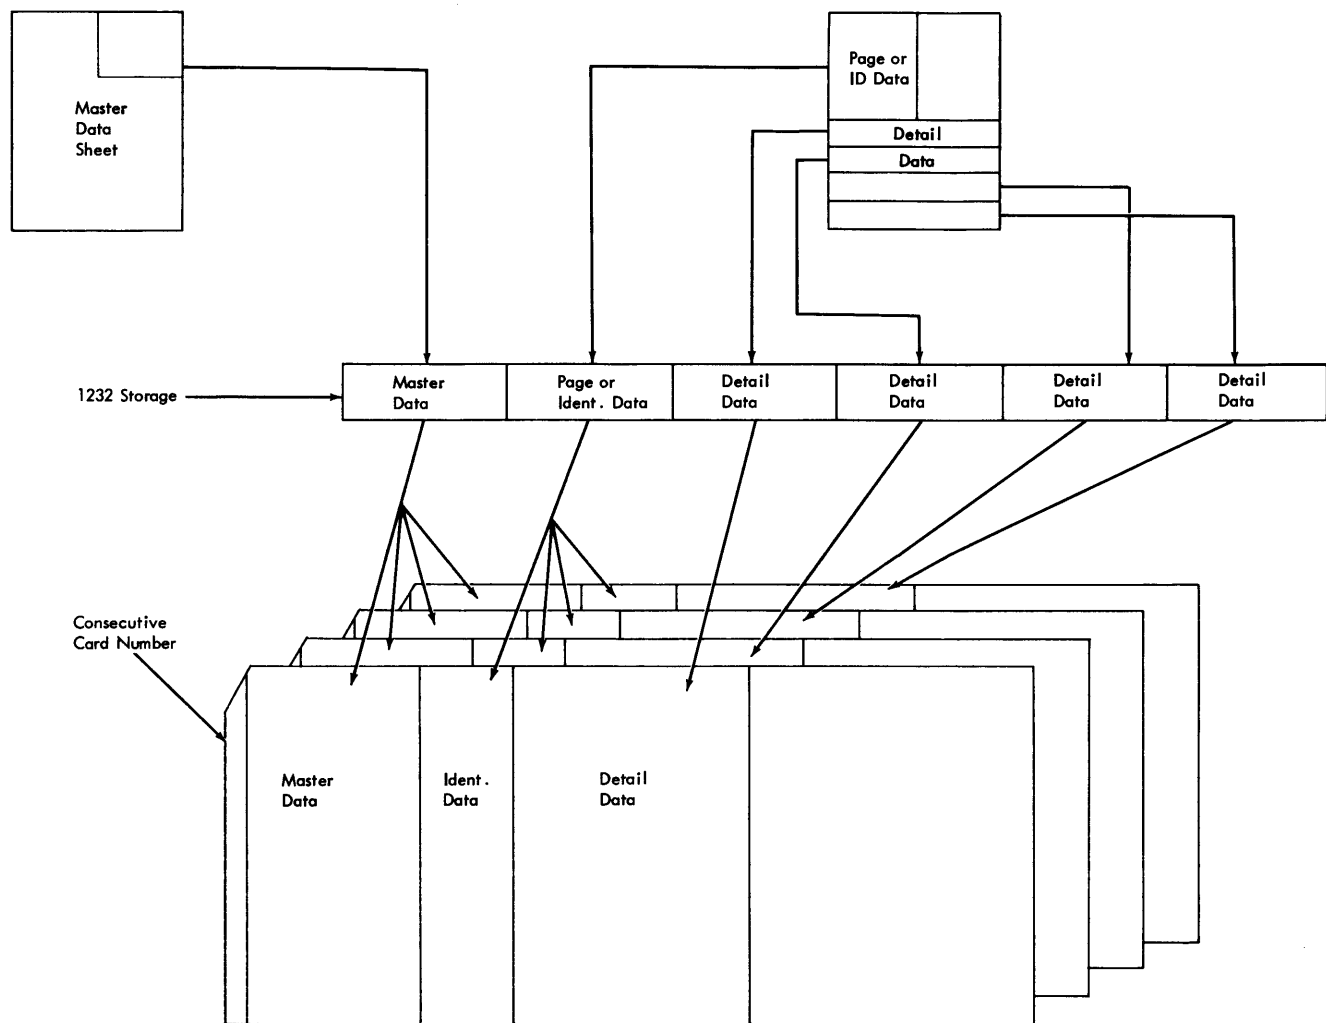 Master
Data
Sheet
Page or
ID Data
Detail
Data
1232 Storage
Master
Data
Page or
Ident. Data
Detail
Data
Detail
Data
Detail
Data
Detail
Data
Consecutive
Card Number
Master
Data
Ident.
Data
Detail
Data